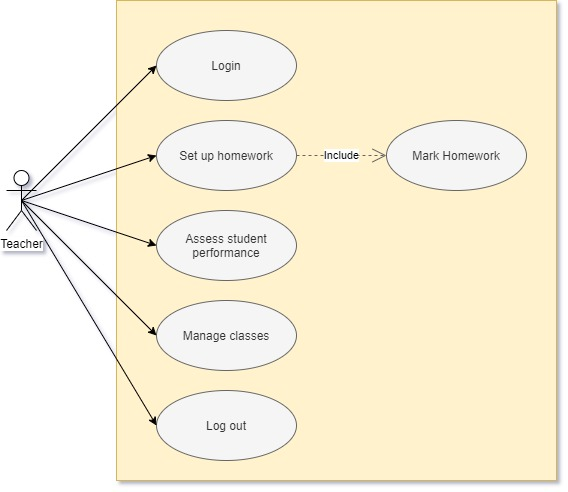 Login
Set up homework
Include
Mark Homework
Teacher
Assess student
performance
Manage classes
Log out